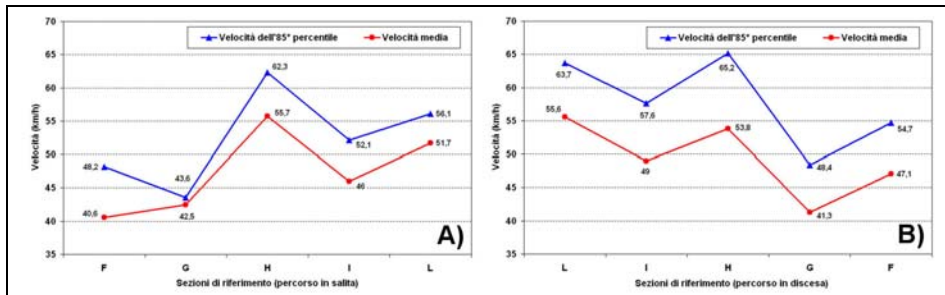 70
65
60
55
50
45
40
35
Velocità (km/h)
Velocità dell'85° percentile
Velocità media
48,2
43,6
62,3
52,1
56,1
40,6
42,5
55,7
46
51,7
A)
F
G
H
I
L
Sezioni di riferimento (percorso in salita)
70
65
60
55
50
45
40
35
Velocità (km/h)
Velocità dell'85° percentile
Velocità media
63,7
57,6
65,2
48,4
54,7
55,6
49
53,8
41,3
47,1
B)
L
I
H
G
F
Sezioni di riferimento (percorso in discesa)